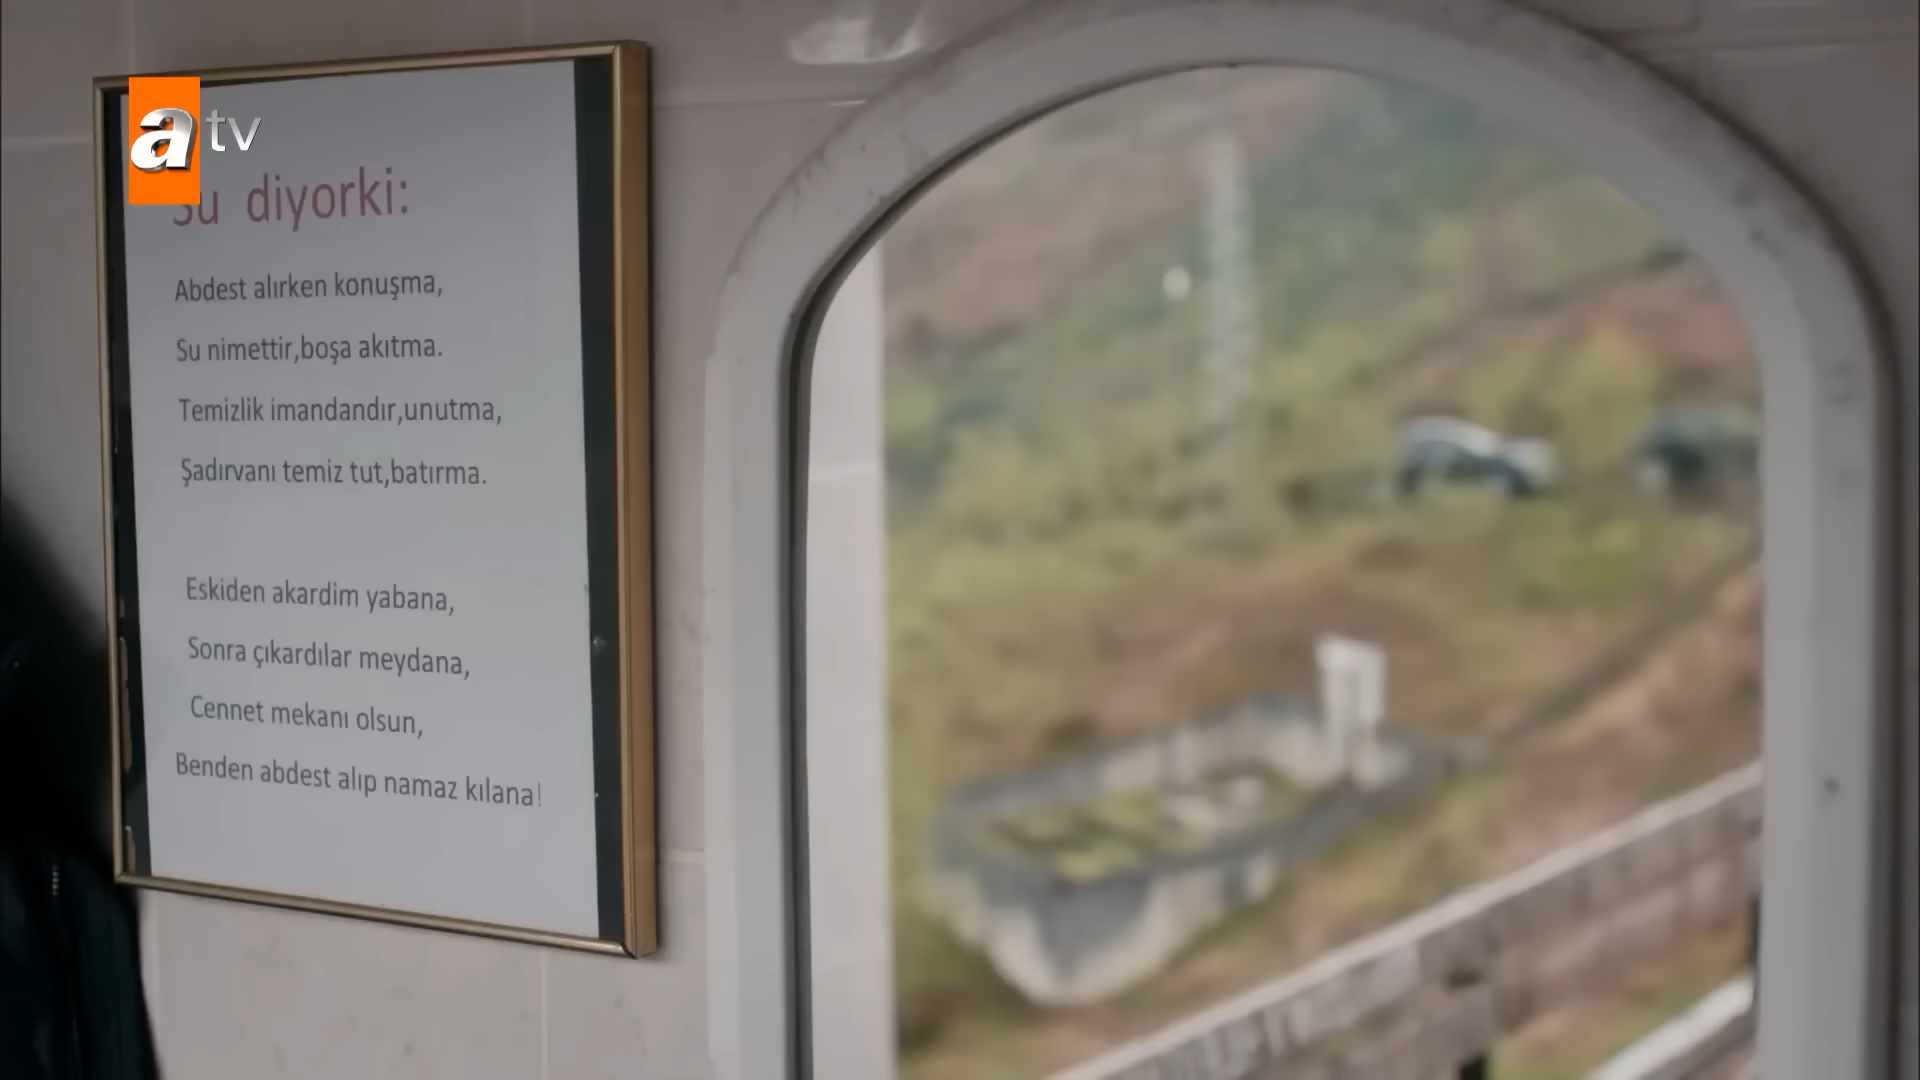 a tv
Su diyorki:
Abdest alırken konuşma,
Su nimettir,boşa akıtma.
Temizlik imandandır,unutma,
Şadırvanı temiz tut,batırma.
Eskiden akardim yabana,
Sonra çıkardılar meydana,
Cennet mekanı olsun,
Benden abdest alıp namaz kılana!